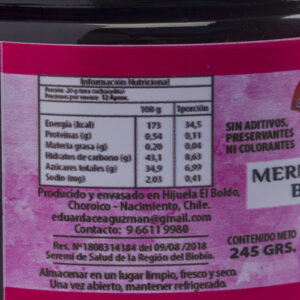 Información Nutricional
Porción: 20 g (una cucharadita)
Porciones por envase: 12 Aprox.
100 g 1porción
Energía (kcal) 173 34,5
Proteínas (g) 0,54 0,11
Materia grasa (g) 0,20 0,04
Hidratos de carbono (g) 43,1 8,63
Azúcares totales (g) 34,9 6,99
Sodio (mg) 2,03 0,41
Producido y envasado en Hijuela El Boldo,
Choroico - Nacimiento, Chile.
eduardceaguzman@gmail.com
Contacto: 9 6611 9980
Res. N°1808314184 del 09/08 /2018
Seremi de Salud de la Región del Biobío.
Almacenar en un lugar limpio, fresco y seco.
Una vez abierto, mantener refrigerado.
SIN ADITIVOS,
PRESERVANTES
NI COLORANTES
MER
CONTENIDO NETO
245 GRS.